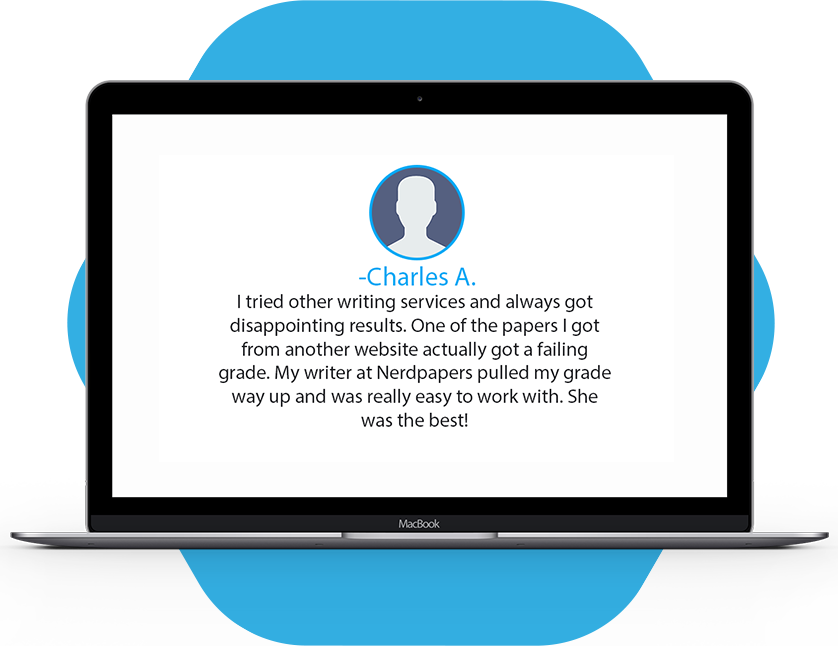 -Charles A.
I tried other writing services and always got
disappointing results. One of the papers I got
from another website actually got a failing
grade. My writer at Nerdpapers pulled my grade
way up and was really easy to work with. She
was the best!
MacBook